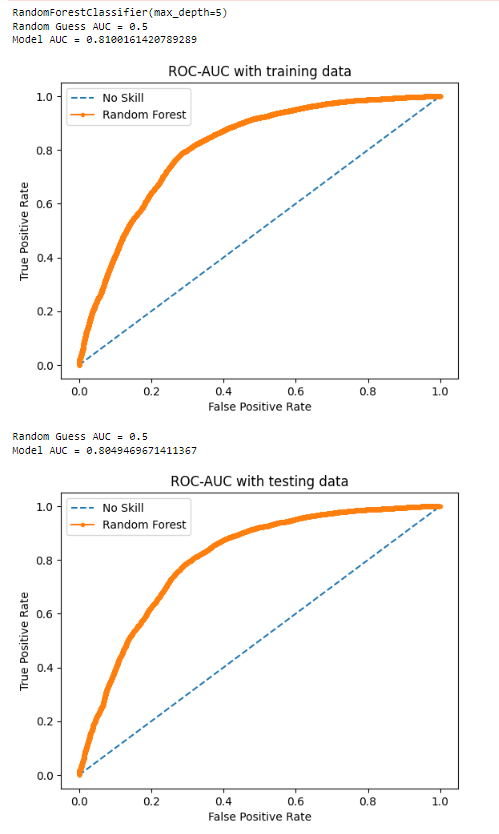 RandomForestClassifier(max_depth=5)
Random Guess AUC = 0.5
Model AUC = 0.8100161420789289
ROC-AUC with training data
No Skill
Random Forest
1.0
0.8
0.6
0.4
0.2
0.0
True Positive Rate
0.0 0.2 0.4 0.6 0.8 1.0
False Positive Rate
Random Guess AUC = 0.5
Model AUC = 0.8049469671411367
ROC-AUC with testing data
No Skill
Random Forest
1.0
0.8
0.6
0.4
0.2
0.0
True Positive Rate
0.0 0.2 0.4 0.6 0.8 1.0
False Positive Rate